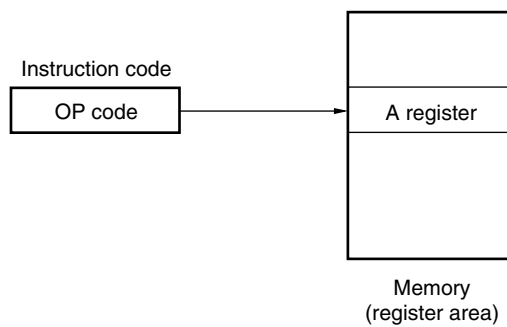 Instruction code
OP code
A register
Memory
(register area)